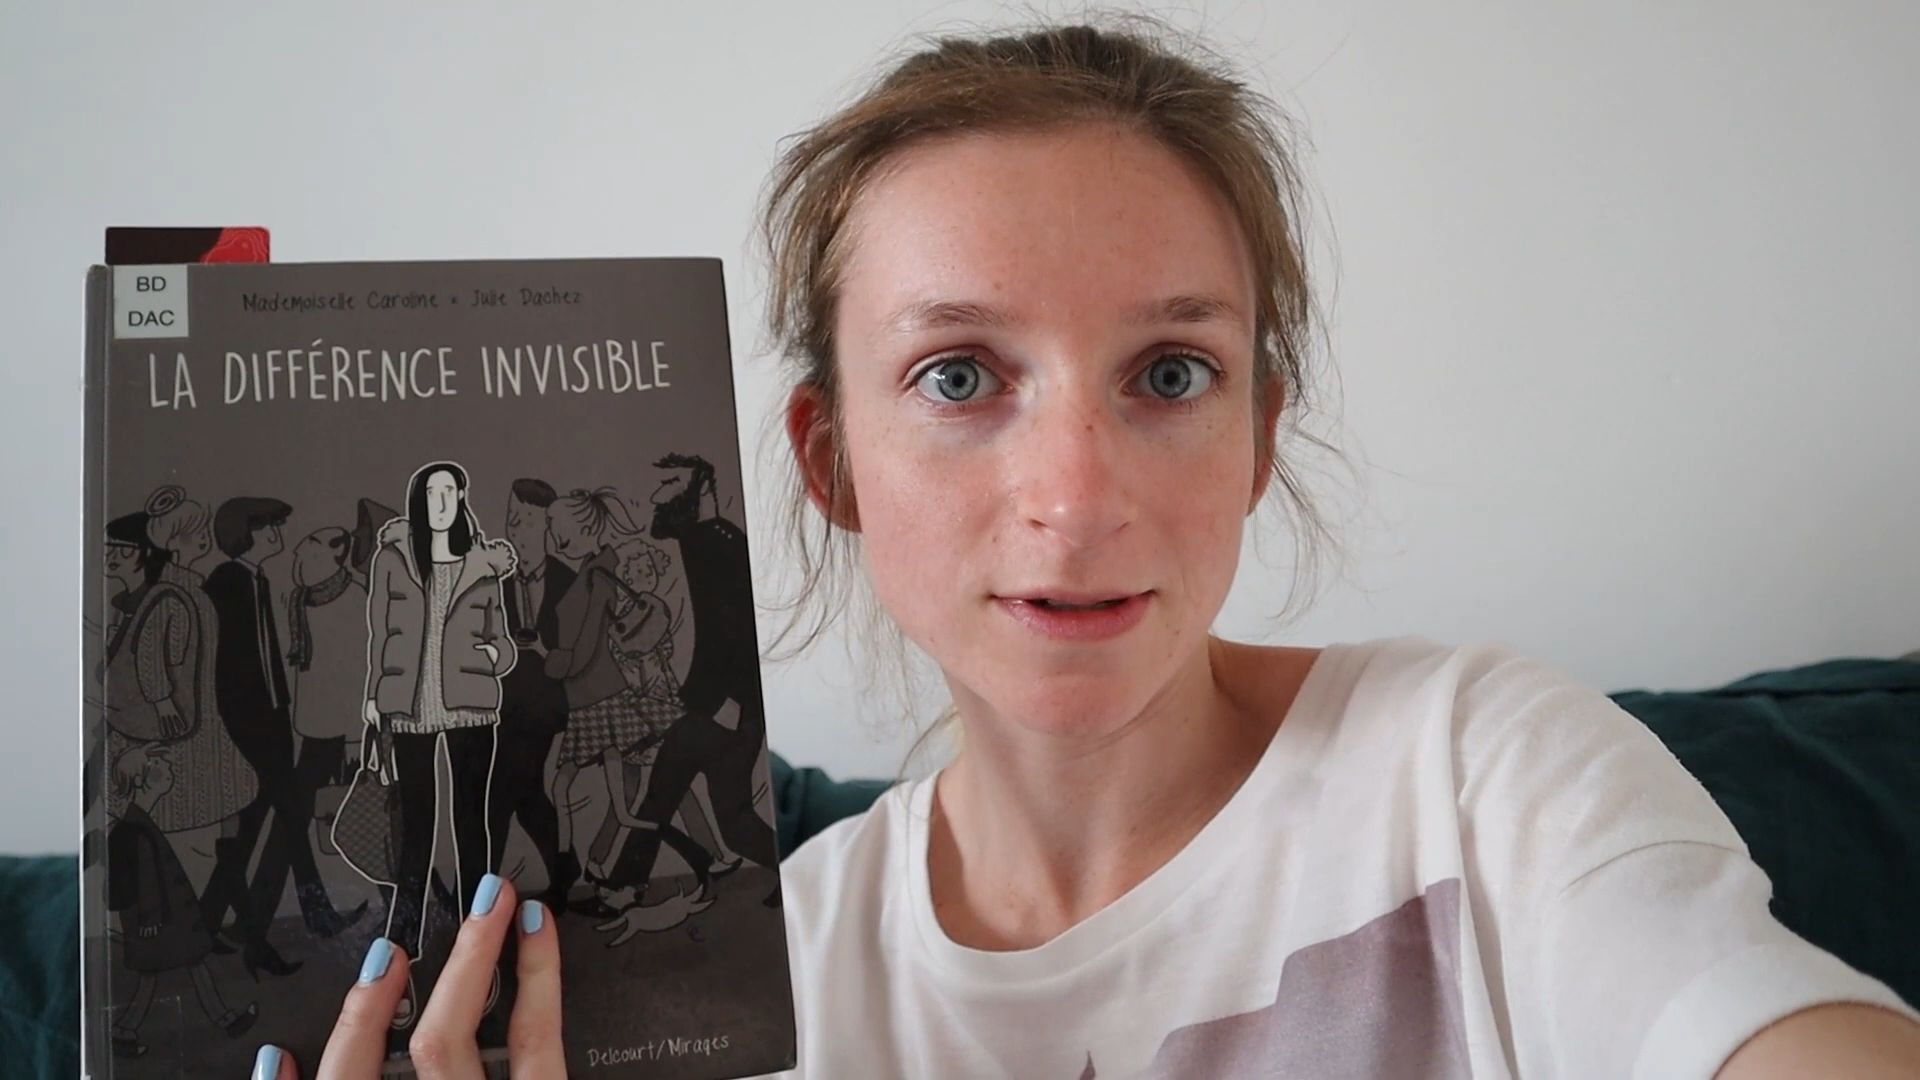 BD
DAC
Mademoiselle Caroline × Julie Dachez
LA DIFFÉRENCE INVISIBLE
Delcourt/Mirages